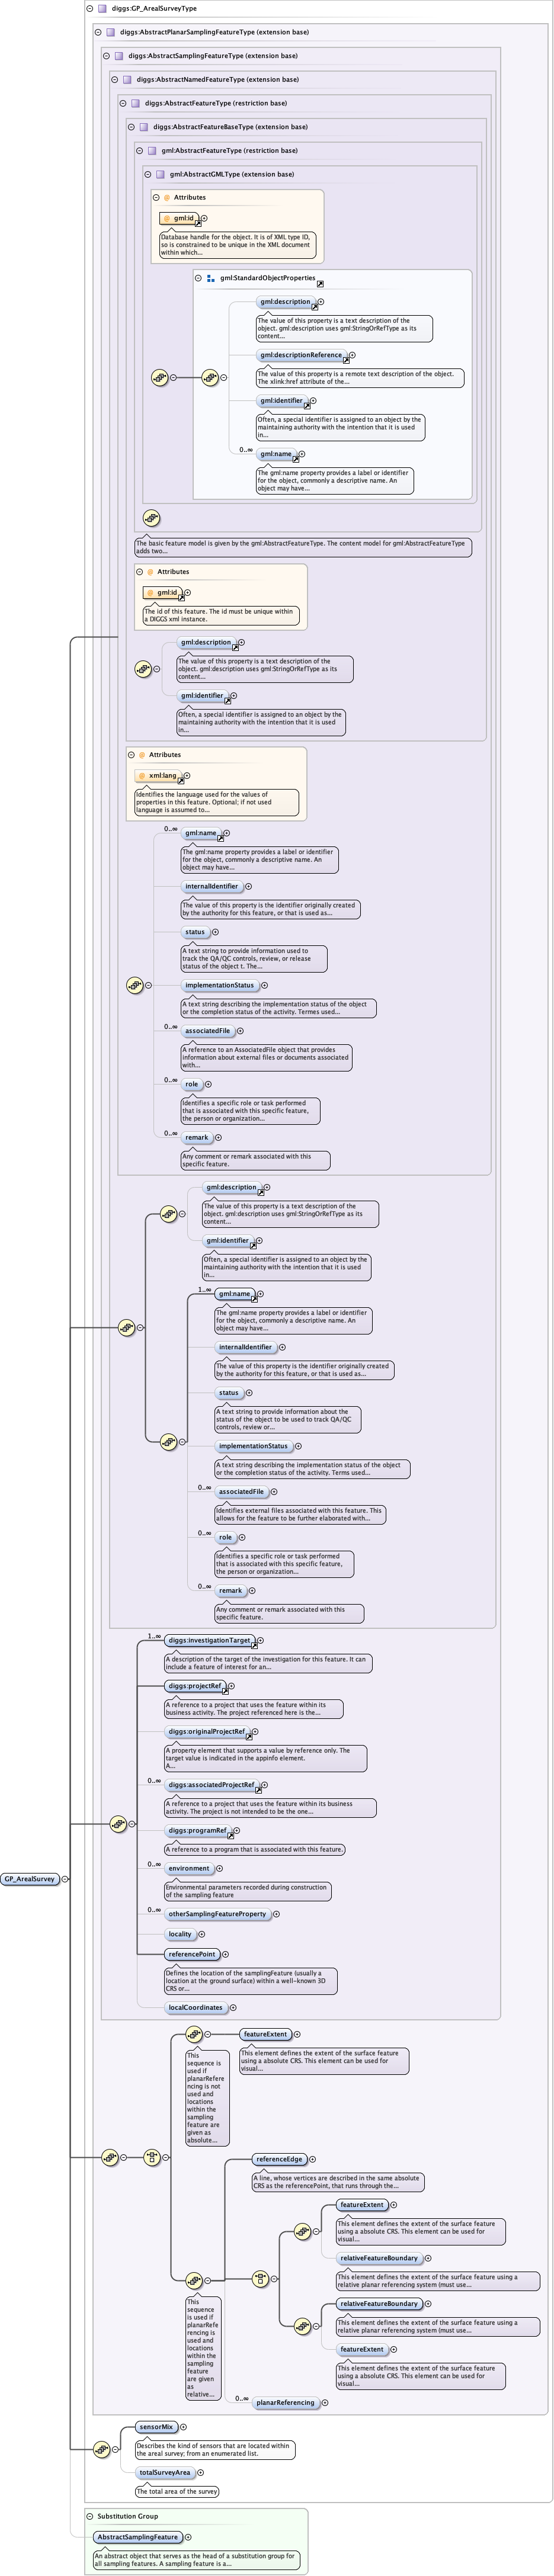 diggs:GP_ArealSurveyType
diggs:AbstractPlanarSamplingFeatureType (extension base)
diggs:AbstractSamplingFeatureType (extension base)
diggs:AbstractNamedFeatureType (extension base)
diggs:AbstractFeatureType (restriction base)
diggs:AbstractFeatureBaseType (extension base)
gml:AbstractFeatureType (restriction base)
gml:AbstractGMLType (extension base)
@ Attributes
@ gml:id
Database handle for the object. It is of XML type ID,
so is constrained to be unique in the XML document
within which...
gml:StandardObjectProperties
gml:description
The value of this property is a text description of the
object. gml:description uses gml:StringOrRefType as its
content...
gml:descriptionReference
The value of this property is a remote text description of the object.
The xlink:href attribute of the...
gml:identifier
Often, a special identifier is assigned to an object by the
maintaining authority with the intention that it is used
in...
0..∞
gml:name
The gml:name property provides a label or identifier
for the object, commonly a descriptive name. An
object may have...
The basic feature model is given by the gml:AbstractFeatureType. The content model for gml:AbstractFeatureType
adds two...
@ Attributes
@ gml:id
The id of this feature. The id must be unique within
a DIGGS xml instance.
gml:description
The value of this property is a text description of the
object. gml:description uses gml:StringOrRefType as its
content...
gml:identifier
Often, a special identifier is assigned to an object by the
maintaining authority with the intention that it is used
in...
@ Attributes
@ xml:lang
Identifies the language used for the values of
properties in this feature. Optional; if not used
language is assumed to...
0..∞
gml:name
The gml:name property provides a label or identifier
for the object, commonly a descriptive name. An
object may have...
internalIdentifier
The value of this property is the identifier originally created
by the authority for this feature, or that is used as...
status
A text string to provide information used to
track the QA/QC controls, review, or release
status of the object t. The...
implementationStatus
A text string describing the implementation status of the object
or the completion status of the activity. Termes used...
0..∞
associatedFile
A reference to an AssociatedFile object that provides
information about external files or documents associated
with...
0..∞
role
Identifies a specific role or task performed
that is associated with this specific feature,
the person or organization...
0..∞
remark
Any comment or remark associated with this
specific feature.
gml:description
The value of this property is a text description of the
object. gml:description uses gml:StringOrRefType as its
content...
gml:identifier
Often, a special identifier is assigned to an object by the
maintaining authority with the intention that it is used
in...
1..∞
gml:name
The gml:name property provides a label or identifier
for the object, commonly a descriptive name. An
object may have...
internalIdentifier
The value of this property is the identifier originally created
by the authority for this feature, or that is used as...
status
A text string to provide information about the
status of the object to be used to track QA/QC
controls, review or...
implementationStatus
A text string describing the implementation status of the object
or the completion status of the activity. Terms used...
0..∞
associatedFile
Identifies external files associated with this feature. This
allows for the feature to be further elaborated with...
0..∞
role
Identifies a specific role or task performed
that is associated with this specific feature,
the person or organization...
0..∞
remark
Any comment or remark associated with this
specific feature.
1..∞
diggs:investigationTarget
A description of the target of the investigation for this feature. It can
include a feature of interest for an...
diggs:projectRef
A reference to a project that uses the feature within its
business activity. The project referenced here is the...
diggs:originalProjectRef
A property element that supports a value by reference only. The
target value is indicated in the appinfo element.
A...
0..∞
diggs:associatedProjectRef
A reference to a project that uses the feature within its business
activity. The project is not intended to be the one...
diggs:programRef
A reference to a program that is associated with this feature.
0..∞
environment
Environmental parameters recorded during construction
of the sampling feature
0..∞
otherSamplingFeatureProperty
locality
GP_ArealSurvey
referencePoint
Defines the location of the samplingFeature (usually a
location at the ground surface) within a well-known 3D
CRS or...
localCoordinates
featureExtent
This element defines the extent of the surface feature
using a absolute CRS. This element can be used for
visual...
This
sequence is
used if
planarRefere
ncing is not
used and
locations
within the
sampling
feature are
given as
absolute...
referenceEdge
A line, whose vertices are described in the same absolute
CRS as the referencePoint, that runs through the...
featureExtent
This element defines the extent of the surface feature
using a absolute CRS. This element can be used for
visual...
relativeFeatureBoundary
This element defines the extent of the surface feature using a
relative planar referencing system (must use...
relativeFeatureBoundary
This element defines the extent of the surface feature using a
relative planar referencing system (must use...
featureExtent
This element defines the extent of the surface feature
using a absolute CRS. This element can be used for
visual...
This
sequence
is used if
planarRefe
rencing is
used and
locations
within the
sampling
feature
are given
as
relative...
0..∞
planarReferencing
sensorMix
Describes the kind of sensors that are located within
the areal survey; from an enumerated list.
totalSurveyArea
The total area of the survey
Substitution Group
AbstractSamplingFeature
An abstract object that serves as the head of a substitution group for
all sampling features. A sampling feature is a...